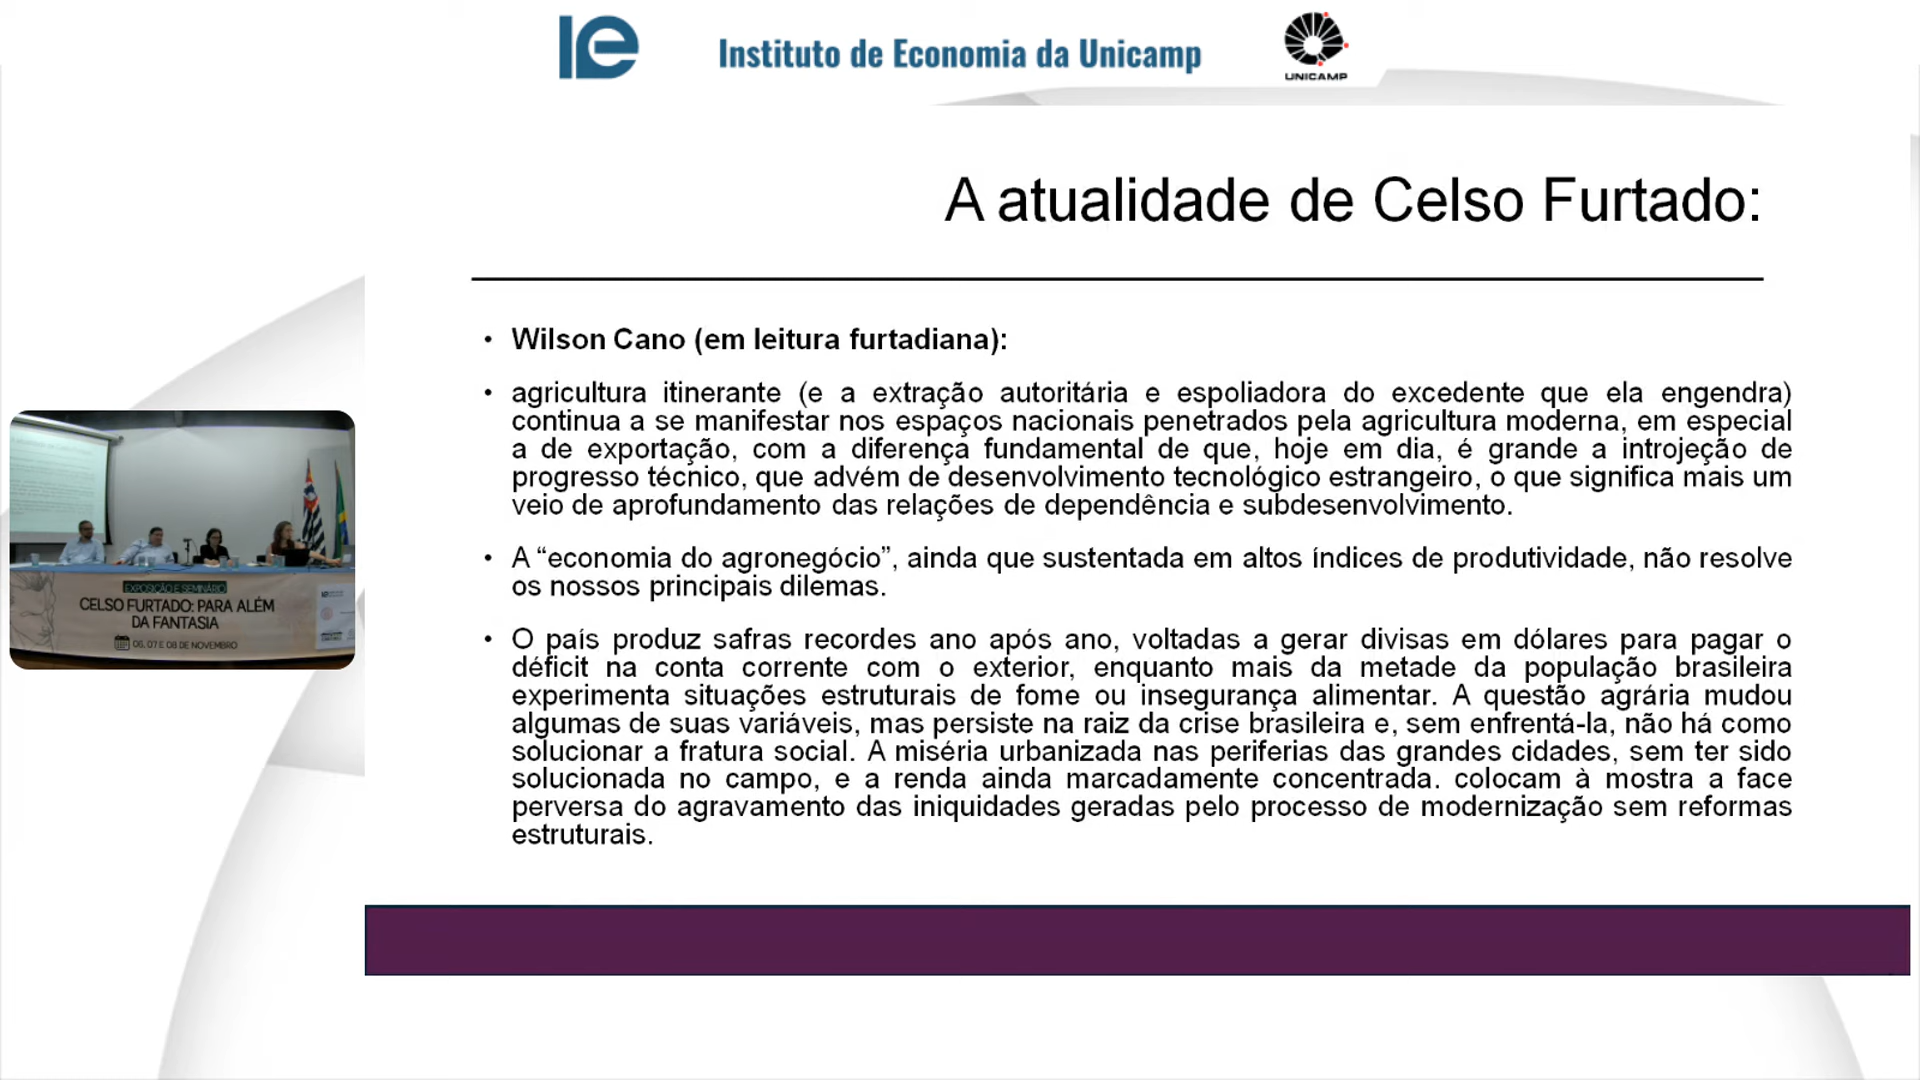 Instituto de Economia da Unicamp
UNICAMP
A atualidade de Celso Furtado:
• Wilson Cano (em leitura furtadiana):
• agricultura itinerante (e a extração autoritária e espoliadora do excedente que ela engendra)
continua a se manifestar nos espaços nacionais penetrados pela agricultura moderna, em especial
a de exportação, com a diferença fundamental de que, hoje em dia, é grande a introjeção de
progresso técnico, que advém de desenvolvimento tecnológico estrangeiro, o que significa mais um
veio de aprofundamento das relações de dependência e subdesenvolvimento.
• A “economia do agronegócio”, ainda que sustentada em altos índices de produtividade, não resolve
os nossos principais dilemas.
• O país produz safras recordes ano após ano, voltadas a gerar divisas em dólares para pagar o
déficit na conta corrente com o exterior, enquanto mais da metade da população brasileira
experimenta situações estruturais de fome ou insegurança alimentar. A questão agrária mudou
algumas de suas variáveis, mas persiste na raiz da crise brasileira e, sem enfrentá-la, não há como
solucionar a fratura social. A miséria urbanizada nas periferias das grandes cidades, sem ter sido
solucionada no campo, e a renda ainda marcadamente concentrada. colocam à mostra a face
perversa do agravamento das iniquidades geradas pelo processo de modernização sem reformas
estruturais.
EXPOSIÇÃO E SEMINÁRIO
CELSO FURTADO: PARA ALÉM
DA FANTASIA
06, 07 E 08 DE NOVEMBRO